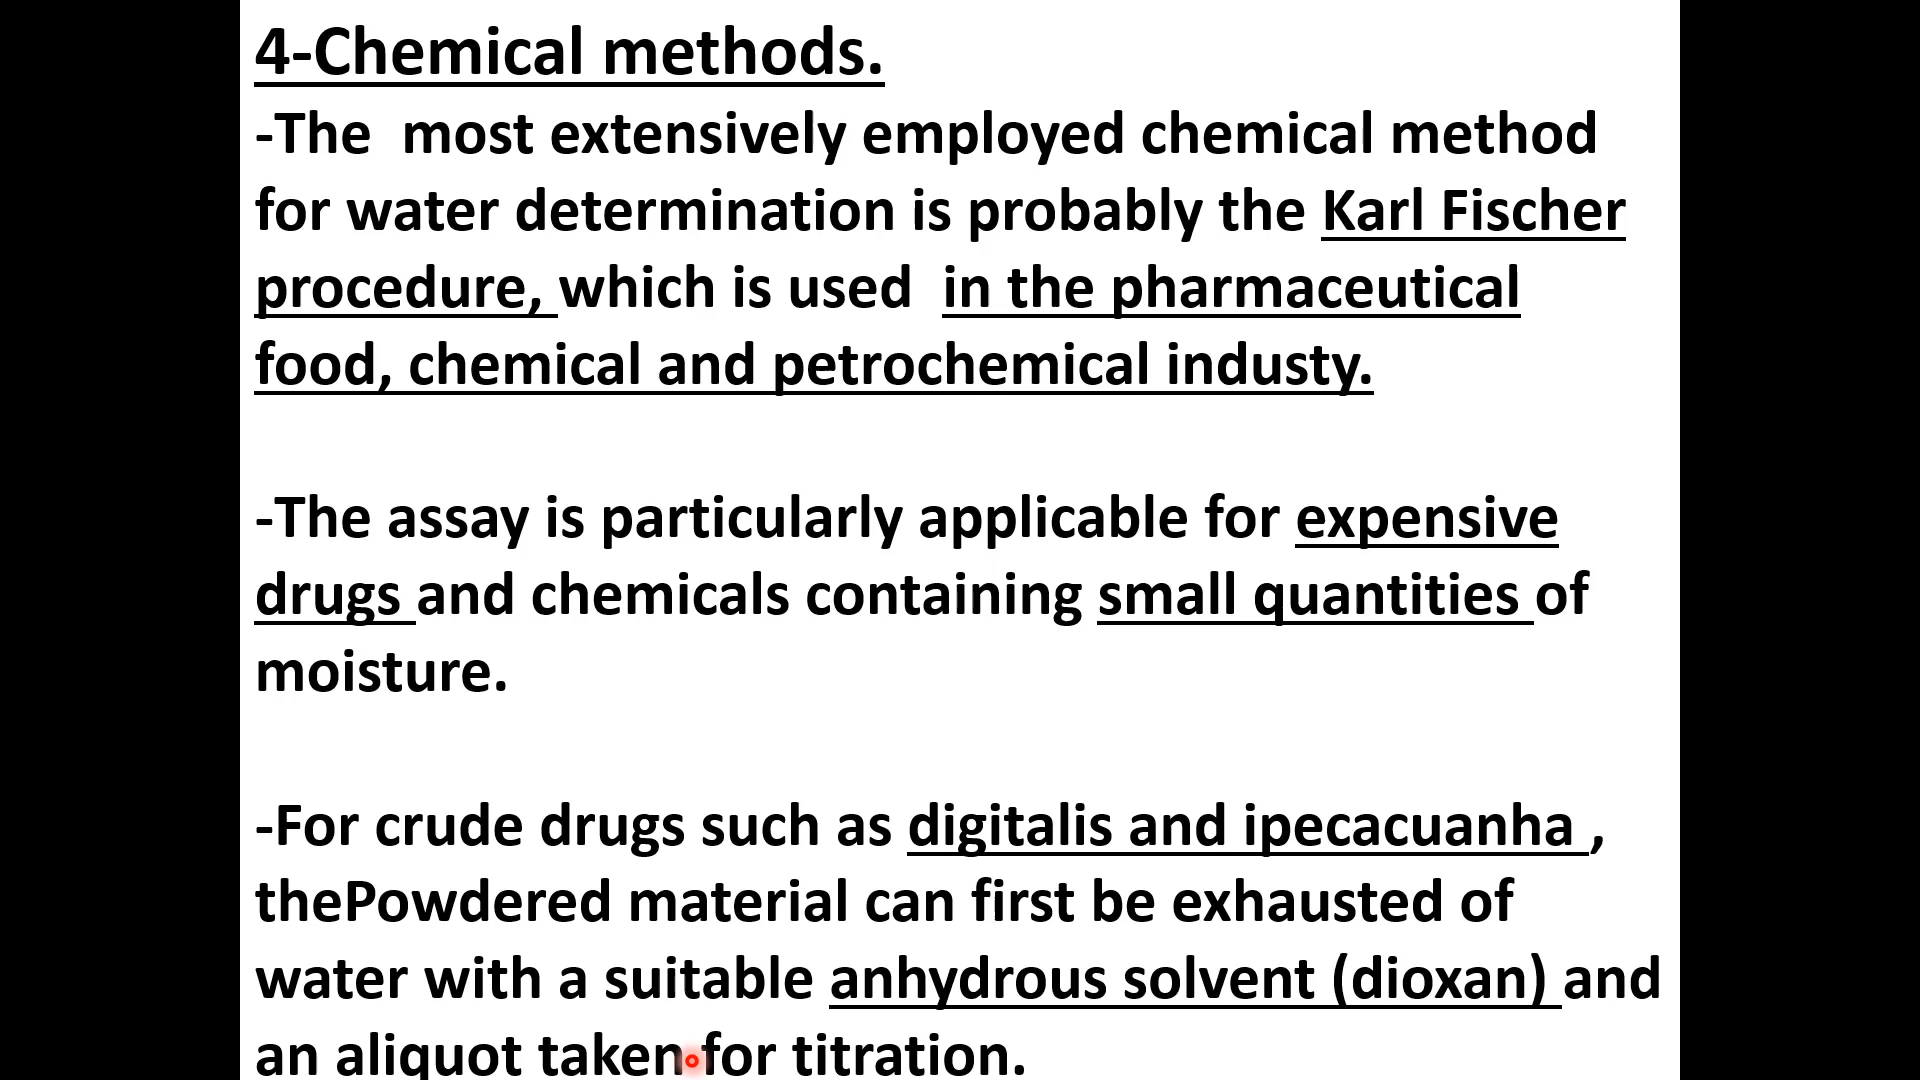 4-Chemical methods.
-The  most extensively employed chemical method
for water determination is probably the Karl Fischer
procedure, which is used  in the pharmaceutical
food, chemical and petrochemical industy.
-The assay is particularly applicable for expensive
drugs and chemicals containing small quantities of
moisture.
-For crude drugs such as digitalis and ipecacuanha ,
thePowdered material can first be exhausted of
water with a suitable anhydrous solvent (dioxan) and
an aliquot taken for titration.